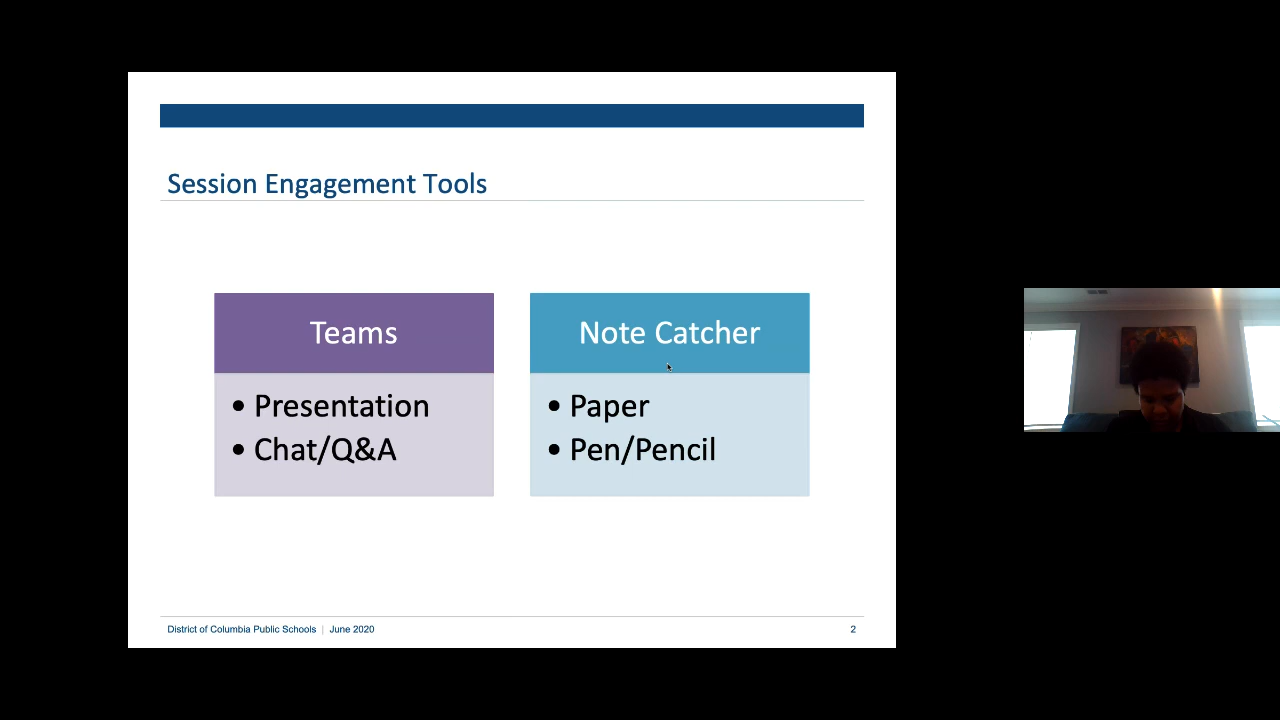 Session Engagement Tools
Teams
• Presentation
• Chat/Q&A
Note Catcher
• Paper
• Pen/Pencil
District of Columbia Public Schools | June 2020
2